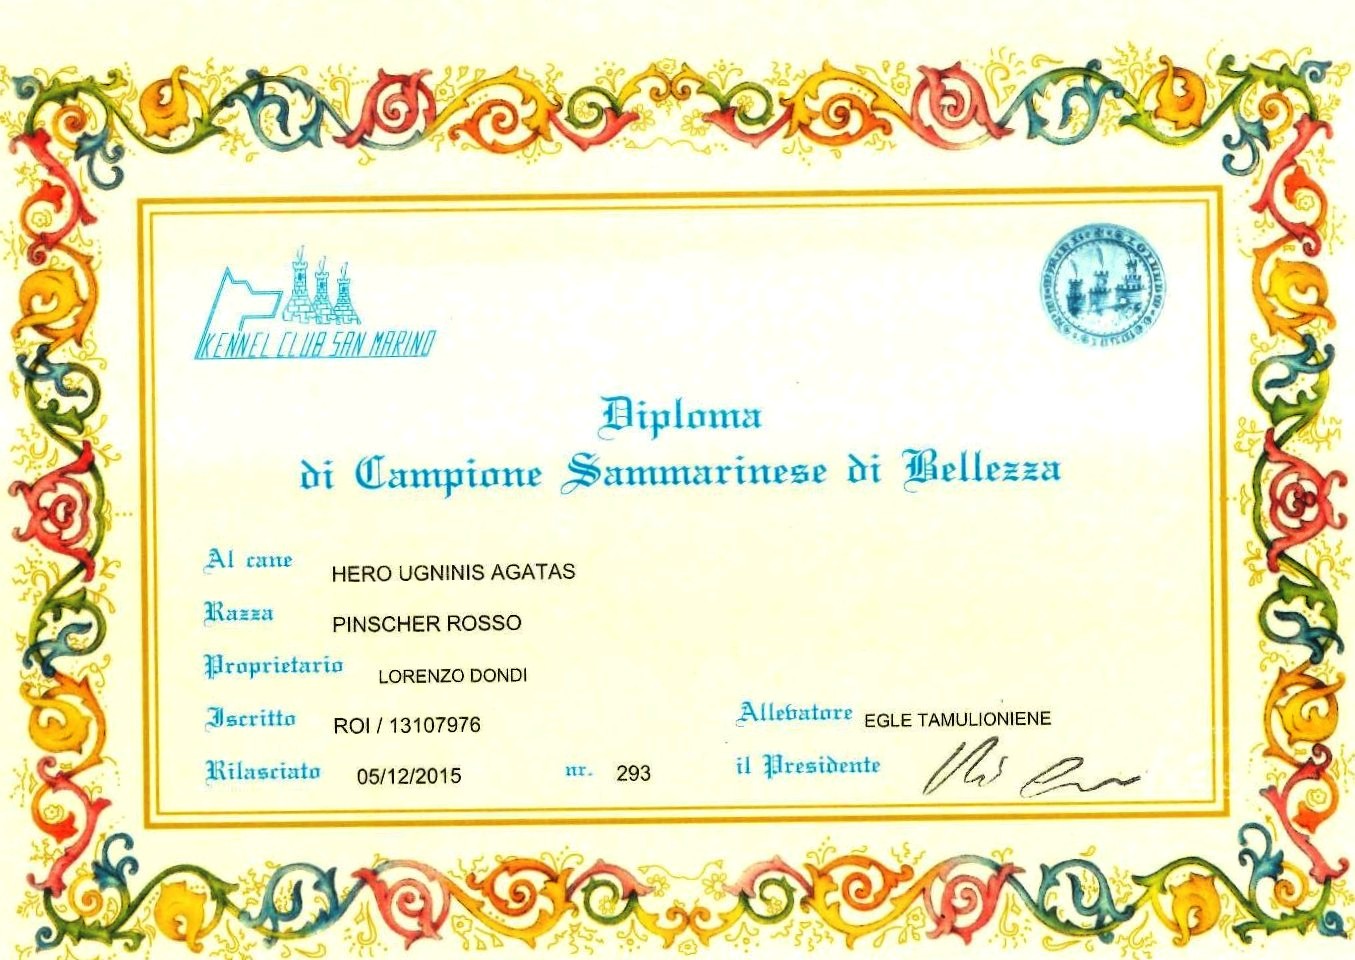 KENNEL CLUB SAN MARINO
Diploma
di Campione Sammarinese di Bellezza
Al cane HERO UGNINIS AGATAS
Razza PINSCHER ROSSO
Proprietario LORENZO DONDI
Iscritto ROI / 13107976
Allevatore EGLE TAMULIONIENE
Rilasciato 05/12/2015 nr. 293
il Presidente